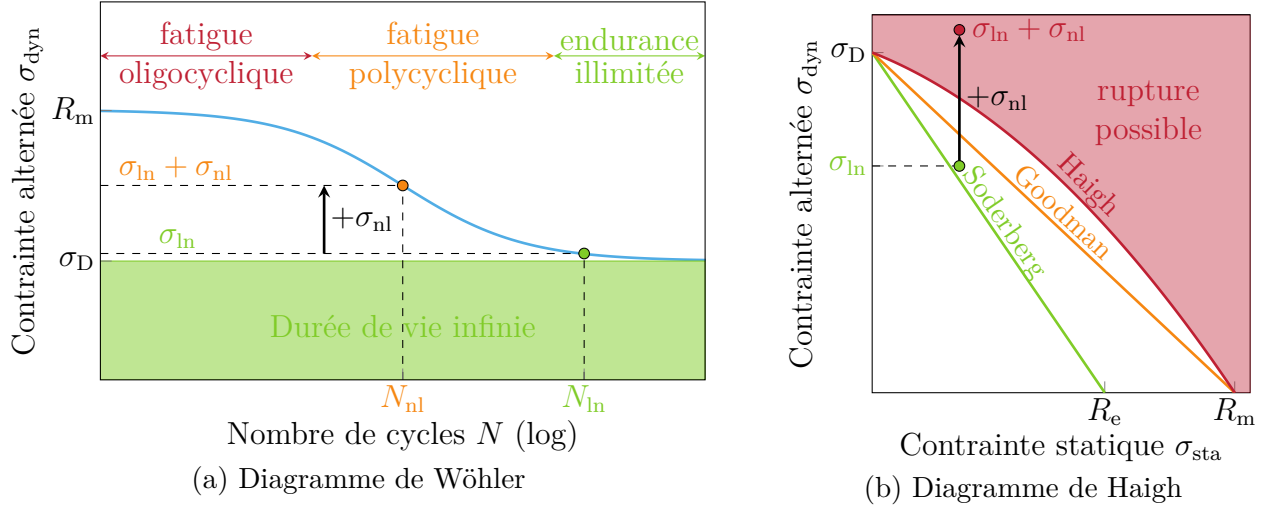 Contrainte alternée σdyn
fatigue
oligocyclique
fatigue
polycyclique
endurance
illimitée
Rm
σln + σnl
+σnl
σln
σD
Durée de vie infinie
Nnl
Nln
Nombre de cycles N (log)
(a) Diagramme de Wöhler
Contrainte alternée σdyn
σD
σln + σnl
+σnl
rupture
possible
σln
Haigh
Goodman
Soderberg
Re
Rm
Contrainte statique σsta
(b) Diagramme de Haigh